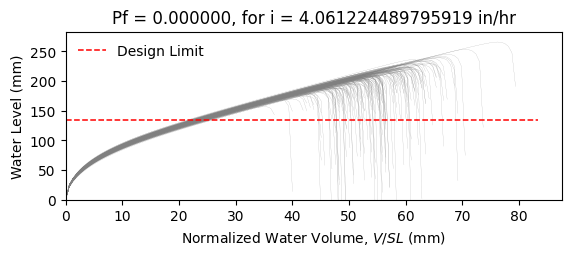 Pf = 0.000000, for i = 4.061224489795919 in/hr
Design Limit
Water Level (mm)
250
200
150
100
50
0
0 10 20 30 40 50 60 70 80
Normalized Water Volume, V/SL (mm)